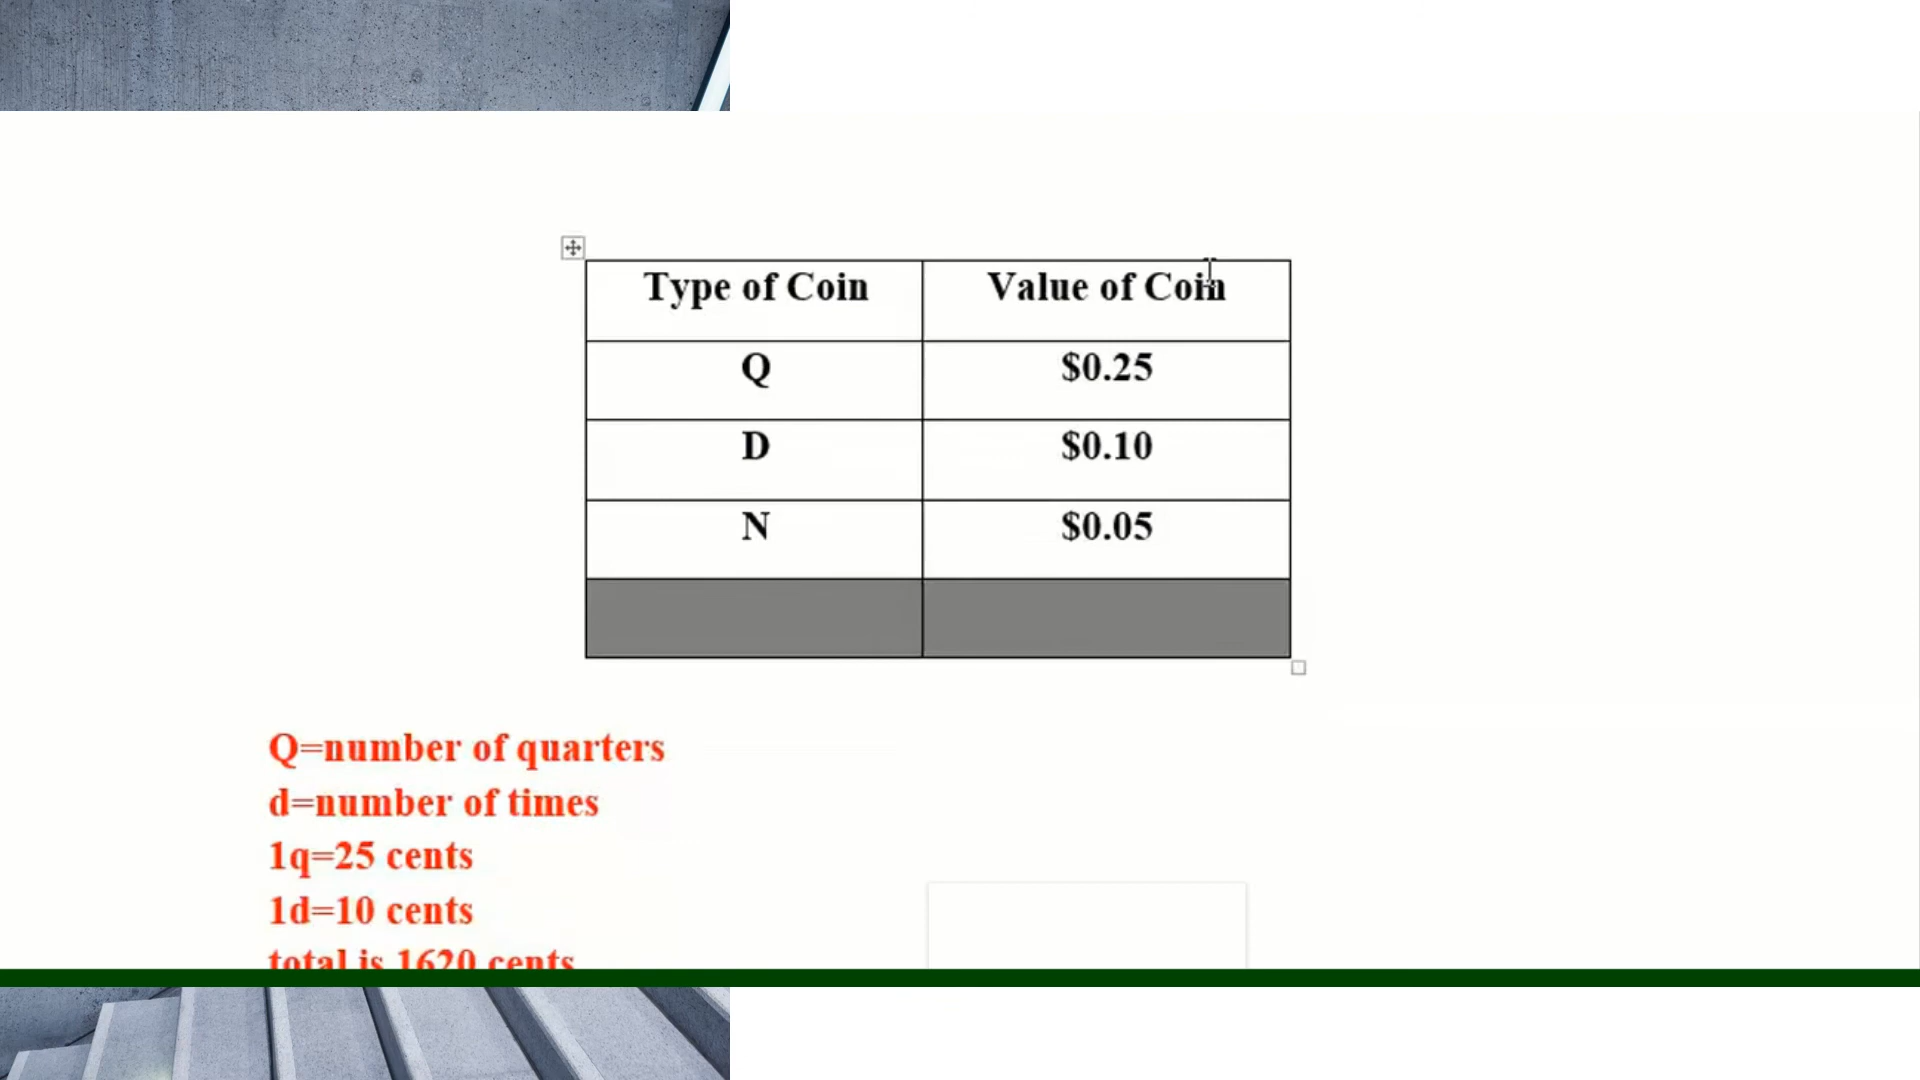 Type of Coin Value of Coin
Q $0.25
D $0.10
N $0.05
Q=number of quarters
d=number of times
1q=25 cents
1d=10 cents
total is 1620 cents